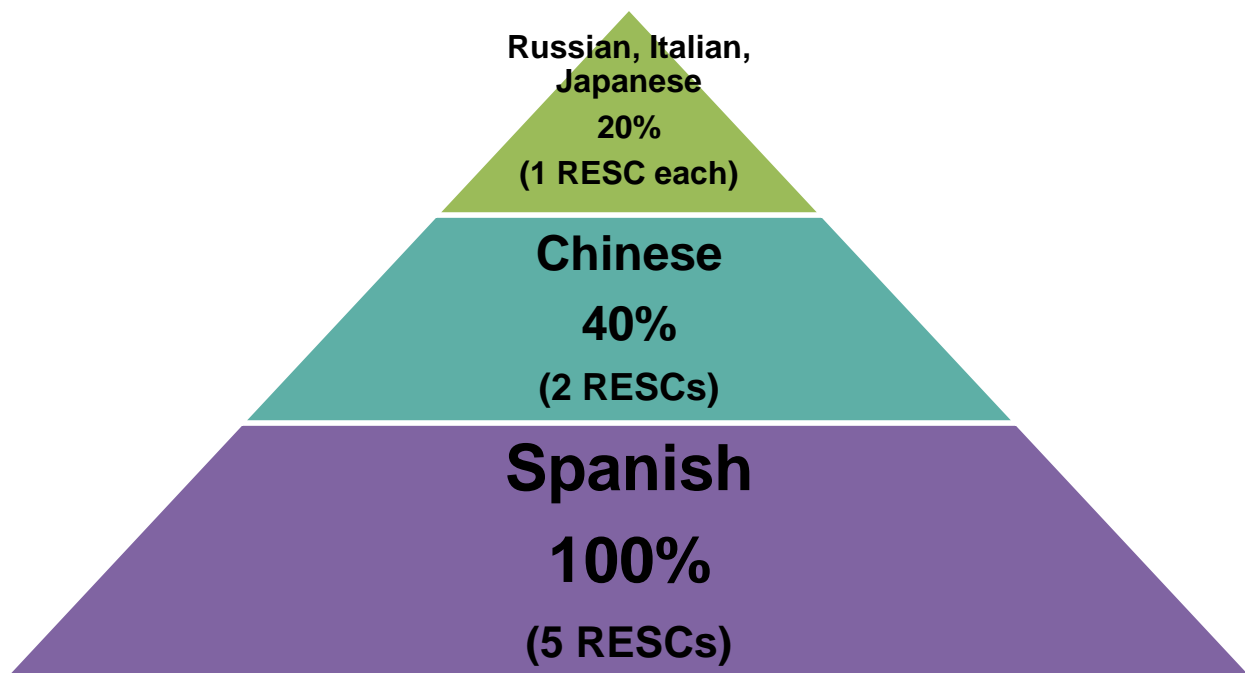 Russian, Italian,
Japanese
20%
(1 RESC each)
Chinese
40%
(2 RESCs)
Spanish
100%
(5 RESCs)